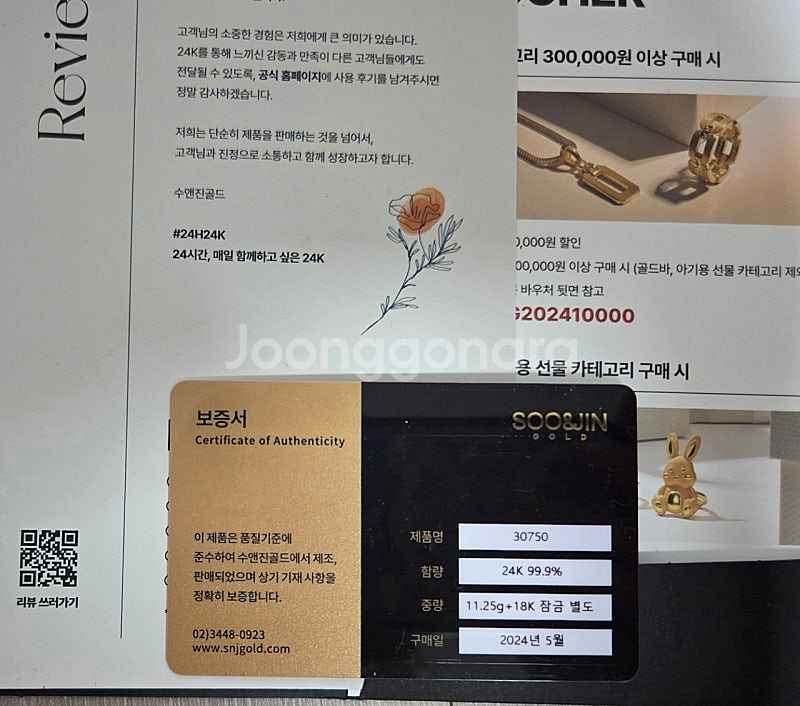 Revie
고객님의 소중한 경험은 저희에게 큰 의미가 있습니다.
24K를 통해 느끼신 감동과 만족이 다른 고객님들에게도
전달될 수 있도록, 공식 홈페이지에 사용 후기를 남겨주시면
정말 감사하겠습니다.
저희는 단순히 제품을 판매하는 것을 넘어서,
고객님과 진정으로 소통하고 함께 성장하고자 합니다.
수앤진골드
#24H24K
24시간, 매일 함께하고 싶은 24K
리뷰 쓰러가기
고리 300,000원 이상 구매 시
0,000원 할인
00,000원 이상 구매 시 (골드바, 아기용 선물 카테고리 제외
바우처 뒷면 참고
G202410000
용 선물 카테고리 구매 시
Joonggonara
보증서
Certificate of Authenticity
이 제품은 품질기준에
준수하여 수앤진골드에서 제조,
판매되었으며 상기 기재 사항을
정확히 보증합니다.
02)3448-0923
www.snjgold.com
SOO&JIN
GOLD
제품명 30750
함량 24K 99.9%
중량 11.25g+18K 잠금 별도
구매일 2024년 5월